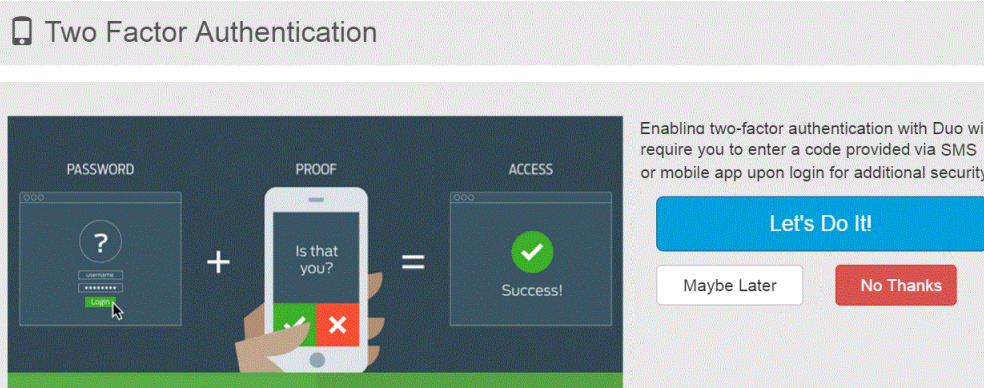 Two Factor Authentication
PASSWORD
PROOF
ACCESS
?
username
Login
+
Is that
you?
=
Success!
Enabling two-factor authentication with Duo wi
require you to enter a code provided via SMS
or mobile app upon login for additional security
Let's Do It!
Maybe Later
No Thanks